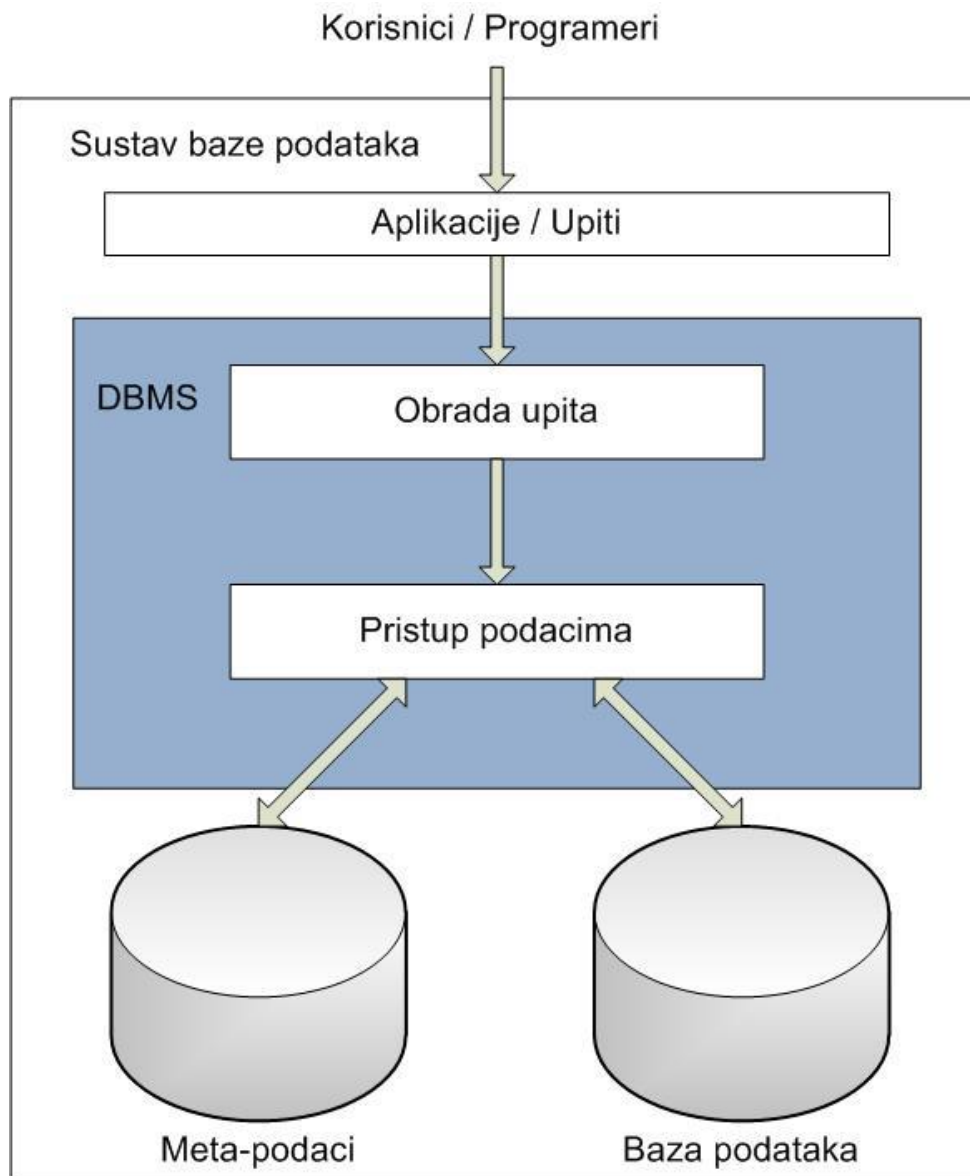 Korisnici / Programeri
Sustav baze podataka
Aplikacije / Upiti
DBMS
Obrada upita
Pristup podacima
Meta-podaci
Baza podataka